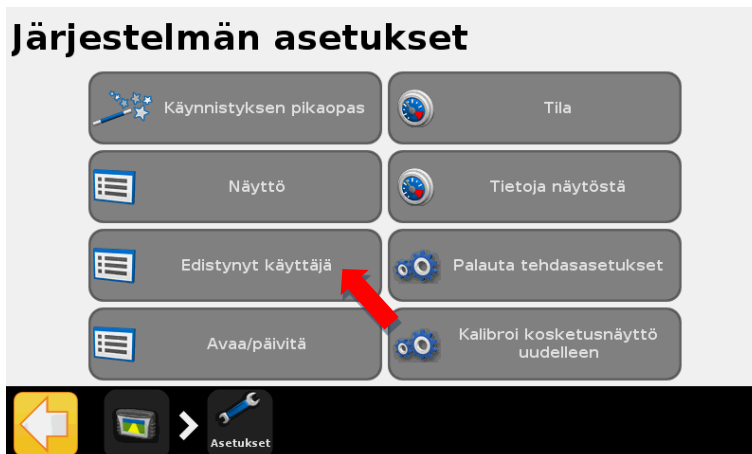 Järjestelmän asetukset
Käynnistyksen pikaopas
Tila
Näyttö
Tietoja näytöstä
Edistynyt käyttäjä
Palauta tehdasasetukset
Avaa/päivitä
Kalibroi kosketusnäyttö
uudelleen
Asetukset